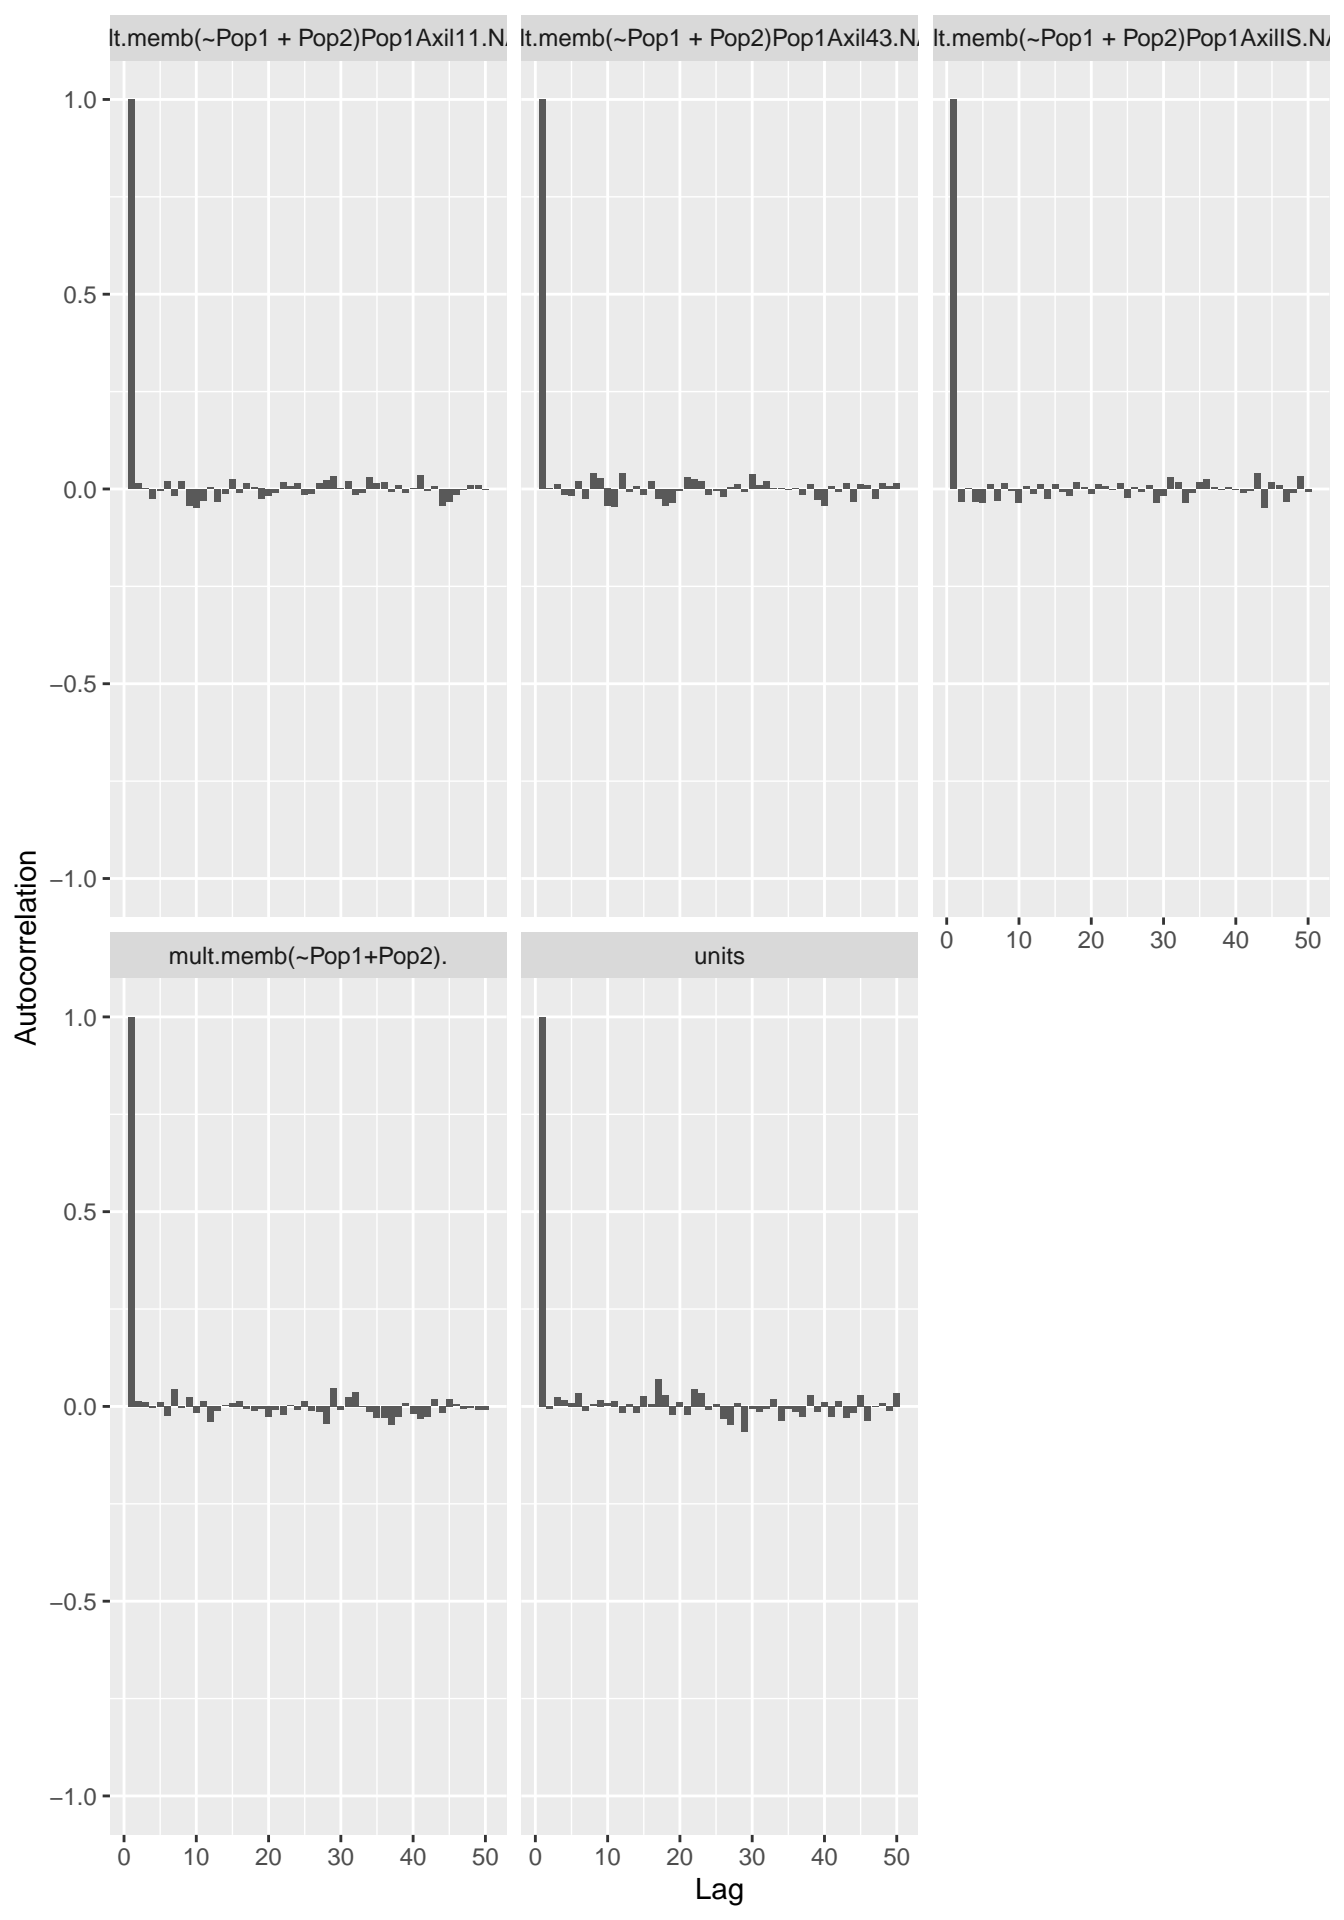 lt.memb(~Pop1 + Pop2)Pop1Axil11.NA
lt.memb(~Pop1 + Pop2)Pop1Axil43.NA
lt.memb(~Pop1 + Pop2)Pop1AxilIS.NA
1.0
0.5
0.0
−0.5
−1.0
0 10 20 30 40 50
Autocorrelation
mult.memb(~Pop1+Pop2).
units
1.0
0.5
0.0
−0.5
−1.0
0 10 20 30 40 50
0 10 20 30 40 50
Lag